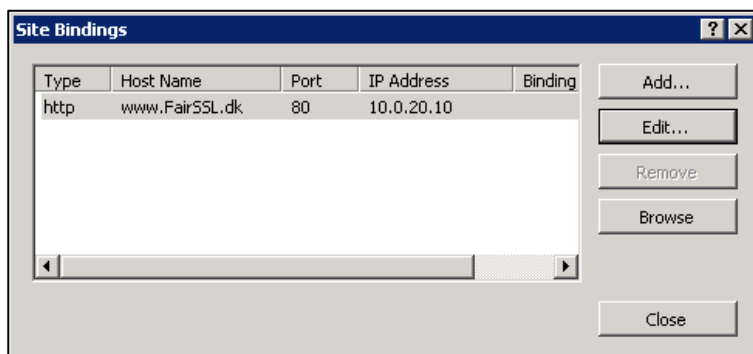 Site Bindings
Type Host Name Port IP Address Binding
http www.FairSSL.dk 80 10.0.20.10
Add...
Edit...
Remove
Browse
Close